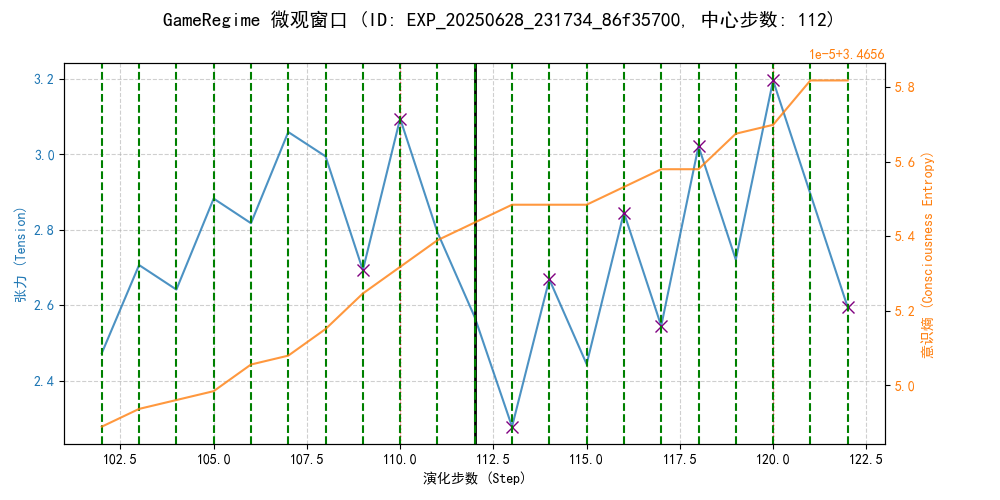 GameRegime 微观窗口 (ID: EXP_20250628_231734_86f35700, 中心步数: 112)
1e-5+3.4656
3.2
3.0
2.8
2.6
2.4
张力 (Tension)
5.8
5.6
5.4
5.2
5.0
意识熵 (Consciousness Entropy)
102.5 105.0 107.5 110.0 112.5 115.0 117.5 120.0 122.5
演化步数 (Step)